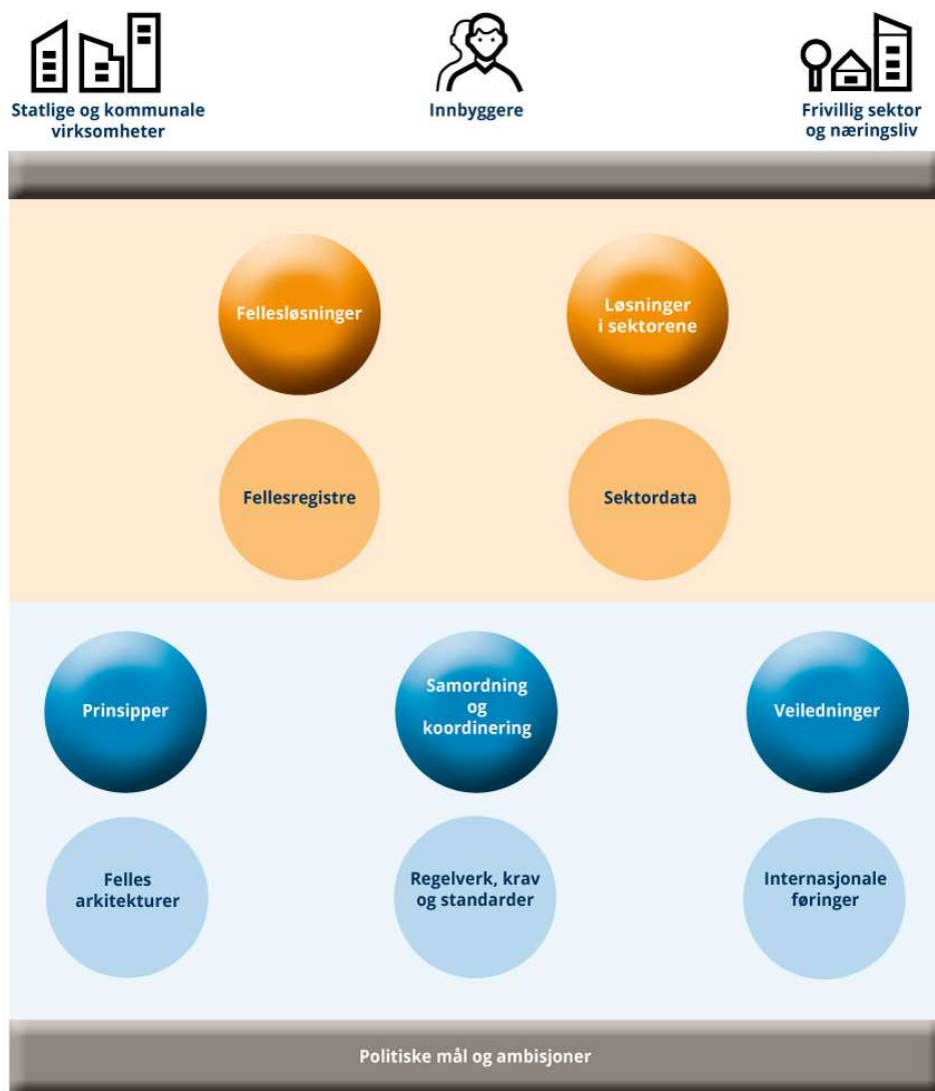 Statlige og kommunale
virksomheter
Innbyggere
Frivillig sektor
og næringsliv
Fellesløsninger
Løsninger
i sektorene
Fellesregistre
Sektordata
Prinsipper
Samordning
og
koordinering
Veiledninger
Felles
arkitekturer
Regelverk, krav
og standarder
Internasjonale
føringer
Politiske mål og ambisjoner